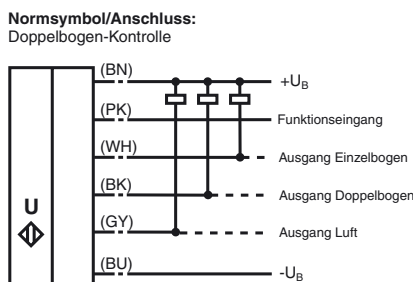 Normsymbol/Anschluss:
Doppelbogen-Kontrolle
(BN)
+UB
(PK)
Funktionseingang
(WH)
Ausgang Einzelbogen
(BK)
Ausgang Doppelbogen
U
(GY)
Ausgang Luft
(BU)
-UB